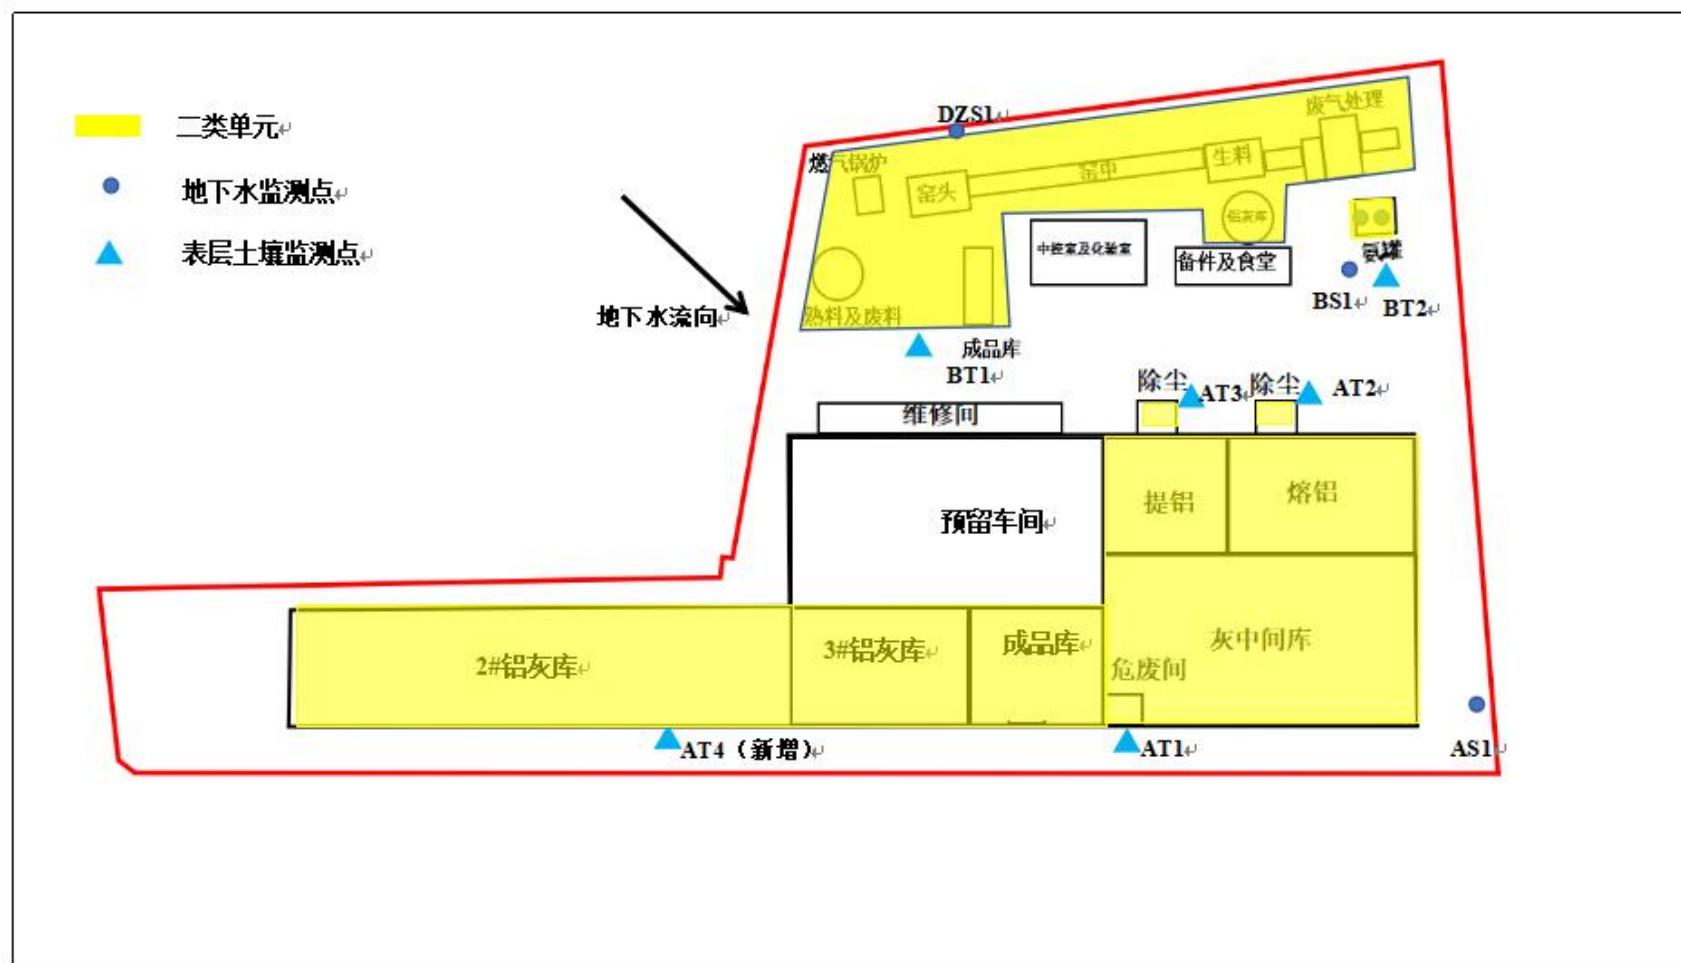 二类单元
地下水监测点
表层土壤监测点
地下水流向
DZS1
废气处理
燃气锅炉
窑头
窑中
生料
铝灰库
中控室及化验室
备件及食堂
氨罐
BS1
BT2
熟料及废料
成品库
BT1
除尘
AT3
除尘
AT2
维修间
提铝
熔铝
预留车间
2#铝灰库
3#铝灰库
成品库
灰中间库
危废间
AT4（新增）
AT1
AS1